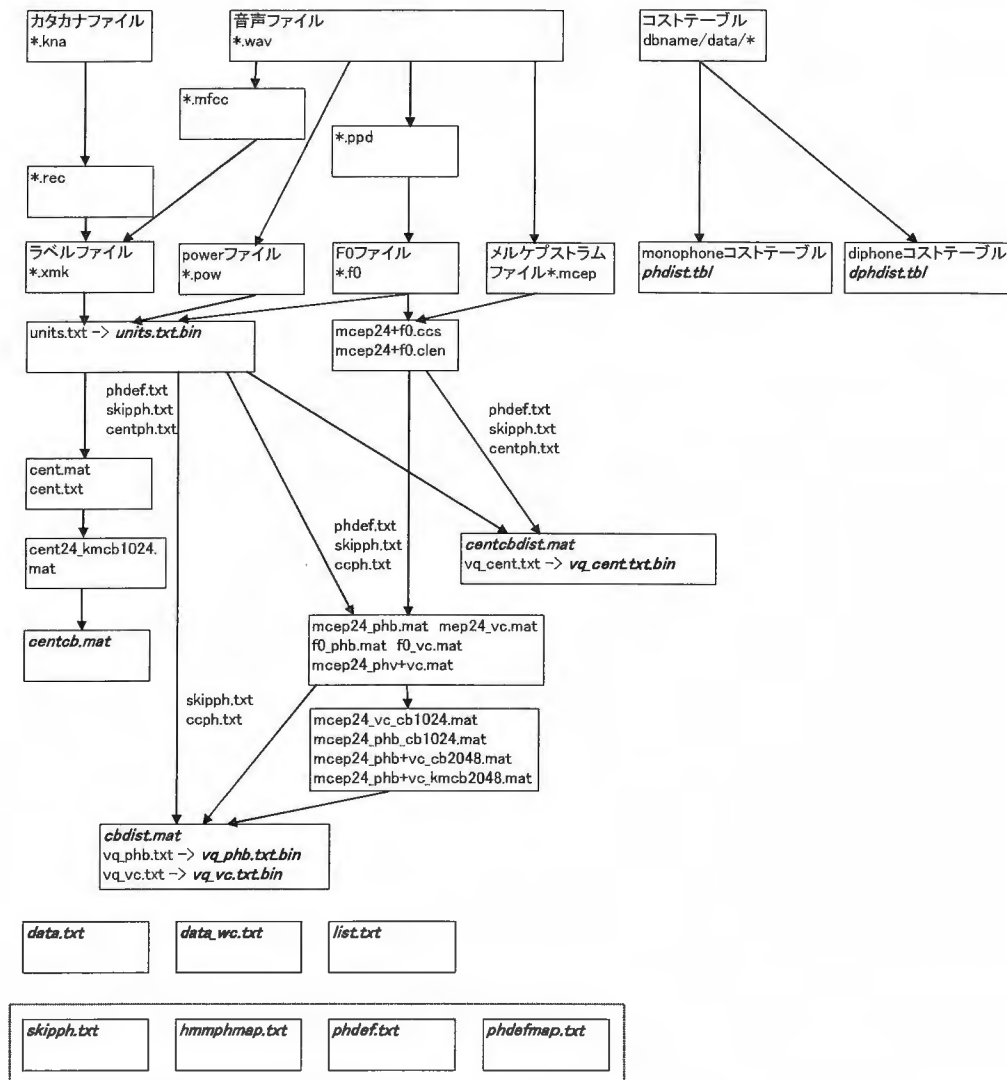 カタカナファイル
*.kna
音声ファイル
*.wav
コストテーブル
dbname/data/*
*.mfcc
*.ppd
*.rec
ラベルファイル
*.xmk
powerファイル
*.pow
F0ファイル
*.f0
メルケプストラム
ファイル*.mcep
monophoneコストテーブル
phdist.tbl
diphoneコストテーブル
dphdist.tbl
units.txt -> units.txt.bin
mcep24+f0.ccs
mcep24+f0.clen
phdef.txt
skipph.txt
centph.txt
phdef.txt
skipph.txt
centph.txt
cent.mat
cent.txt
phdef.txt
skipph.txt
ccph.txt
centcbdist.mat
vq_cent.txt -> vq_cent.txt.bin
cent24_kmcb1024.
mat
centcb.mat
mcep24_phb.mat mep24_vc.mat
f0_phb.mat f0_vc.mat
mcep24_phv+vc.mat
skipph.txt
ccph.txt
mcep24_vc_cb1024.mat
mcep24_phb_cb1024.mat
mcep24_phb+vc_cb2048.mat
mcep24_phb+vc_kmcb2048.mat
cbdist.mat
vq_phb.txt -> vq_phb.txt.bin
vq_vc.txt -> vq_vc.txt.bin
data.txt
data_wc.txt
list.txt
skipph.txt
hmmphmap.txt
phdef.txt
phdefmap.txt